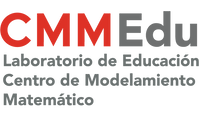 CMMEdu
Laboratorio de Educación
Centro de Modelamiento
Matemático